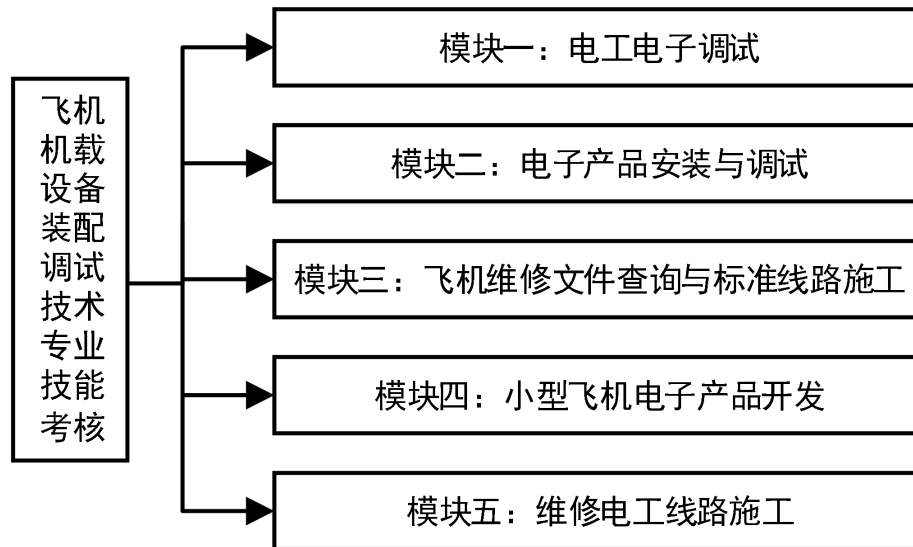 飞机
机载
设备
装配
调试
技术
专业
技能
考核
模块一：电工电子调试
模块二：电子产品安装与调试
模块三：飞机维修文件查询与标准线路施工
模块四：小型飞机电子产品开发
模块五：维修电工线路施工